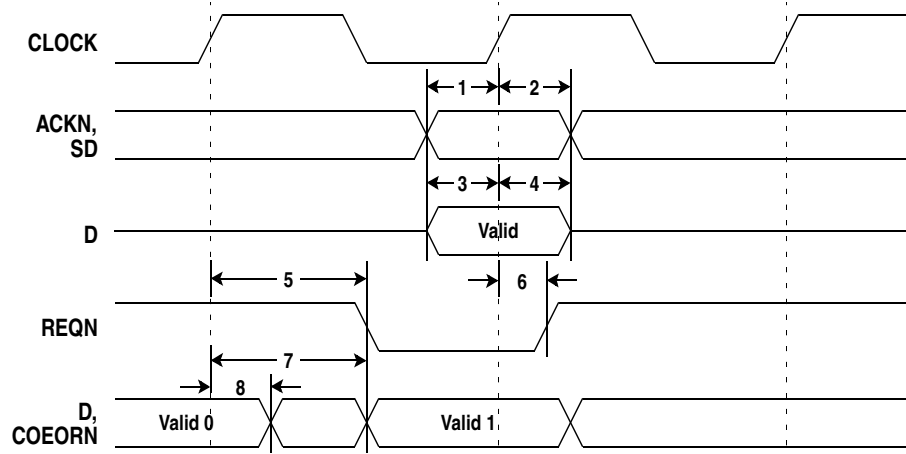 CLOCK
1 2
ACKN,
SD
3 4
D
Valid
5 6
REQN
7
8
D,
COEORN
Valid 0
Valid 1